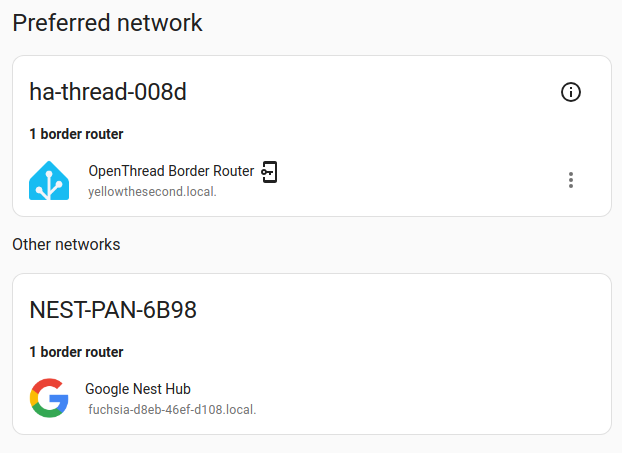 Preferred network
ha-thread-008d
1 border router
OpenThread Border Router
yellowthesecond.local.
Other networks
NEST-PAN-6B98
1 border router
Google Nest Hub
fuchsia-d8eb-46ef-d108.local.